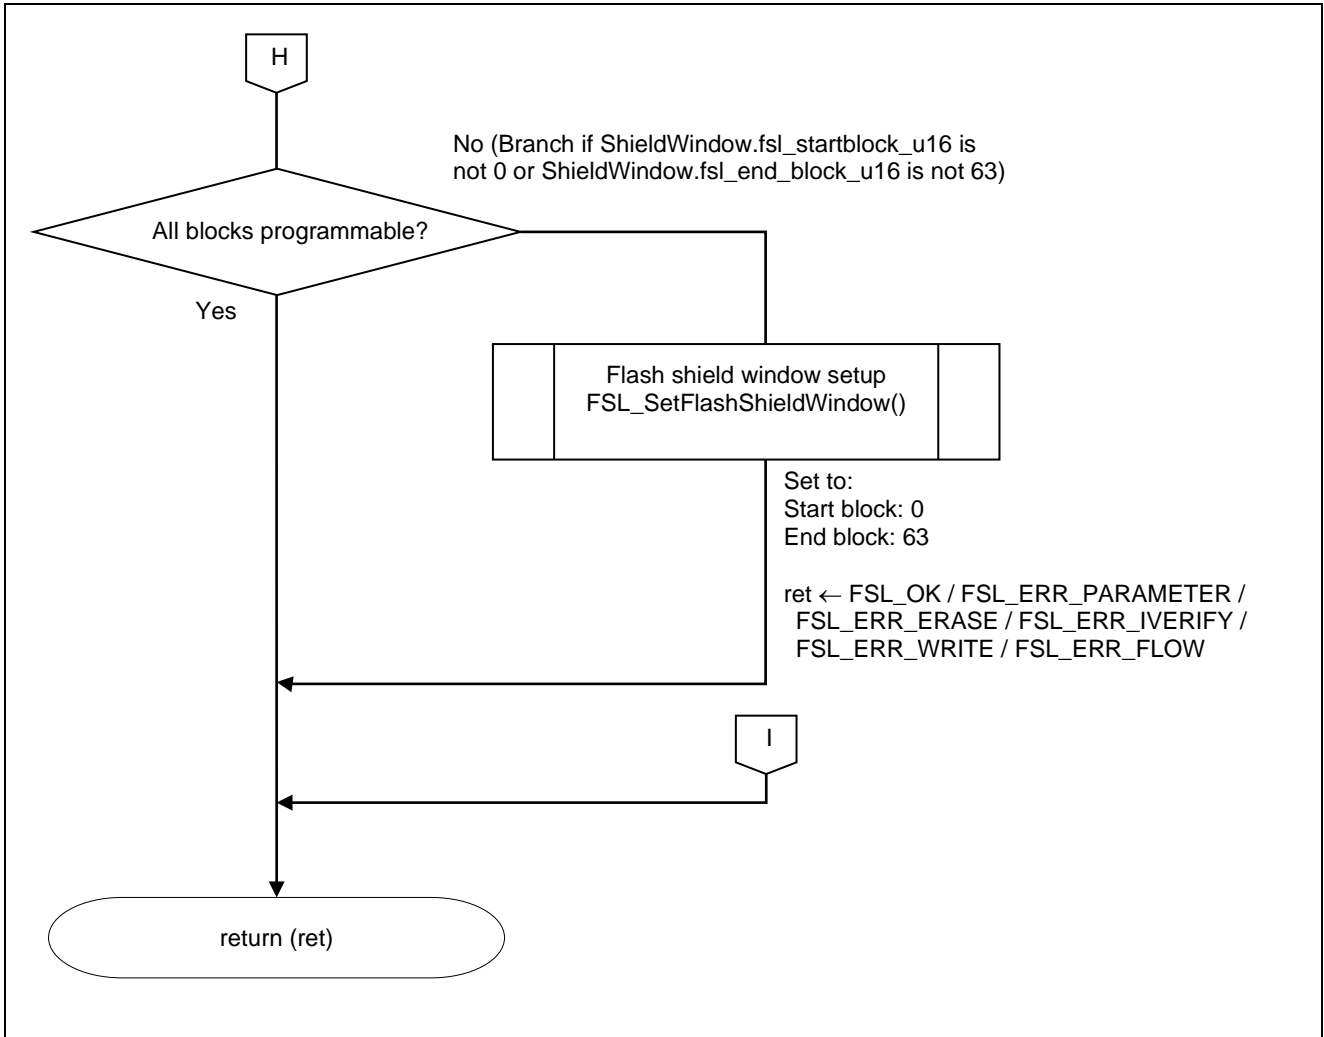 H
No (Branch if ShieldWindow.fsl_startblock_u16 is
not 0 or ShieldWindow.fsl_end_block_u16 is not 63)
All blocks programmable?
Yes
Flash shield window setup
FSL_SetFlashShieldWindow()
Set to:
Start block: 0
End block: 63
ret ← FSL_OK / FSL_ERR_PARAMETER /
FSL_ERR_ERASE / FSL_ERR_IVERIFY /
FSL_ERR_WRITE / FSL_ERR_FLOW
I
return (ret)